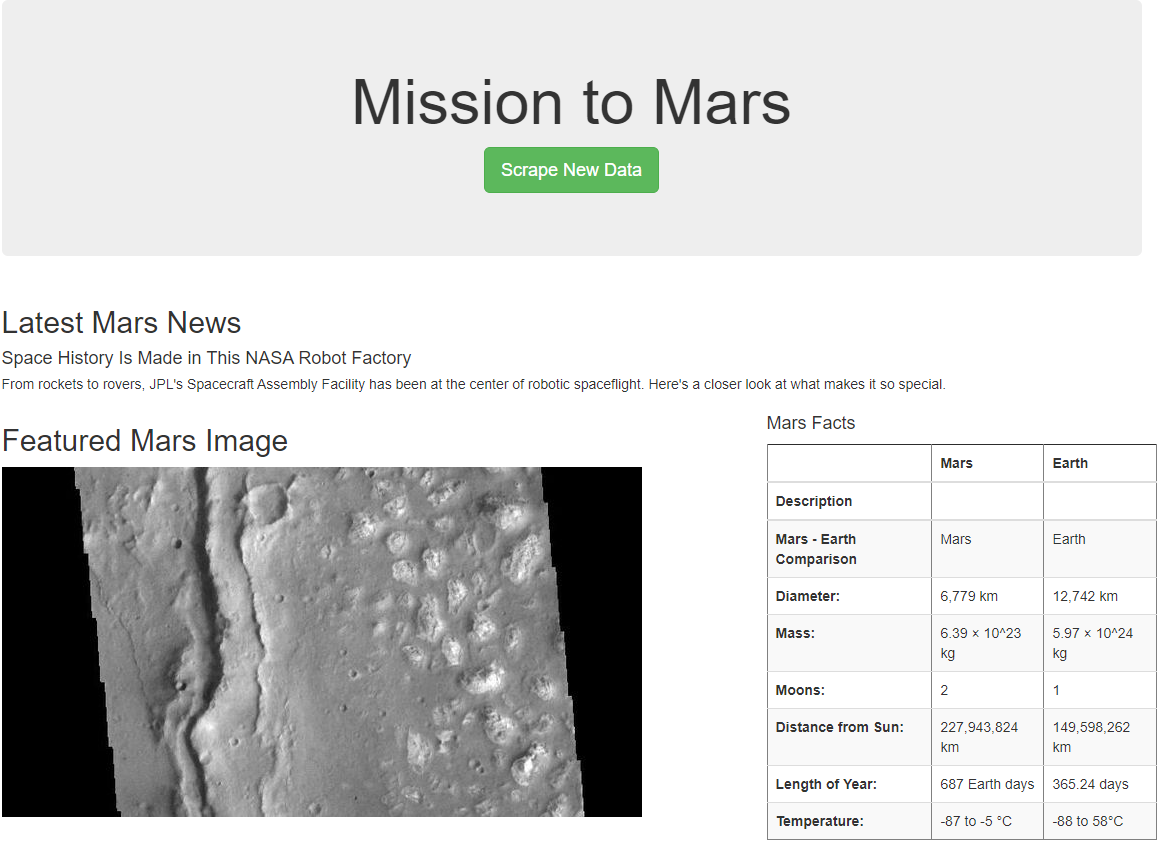 Mission to Mars
Scrape New Data
Latest Mars News
Space History Is Made in This NASA Robot Factory
From rockets to rovers, JPL's Spacecraft Assembly Facility has been at the center of robotic spaceflight. Here's a closer look at what makes it so special.
Featured Mars Image
Mars Facts
Mars Earth
Description
Mars - Earth Mars Earth
Comparison
Diameter: 6,779 km 12,742 km
Mass: 6.39 × 10^23 5.97 × 10^24
kg kg
Moons: 2 1
Distance from Sun: 227,943,824 149,598,262
km km
Length of Year: 687 Earth days 365.24 days
Temperature: -87 to -5 °C -88 to 58°C